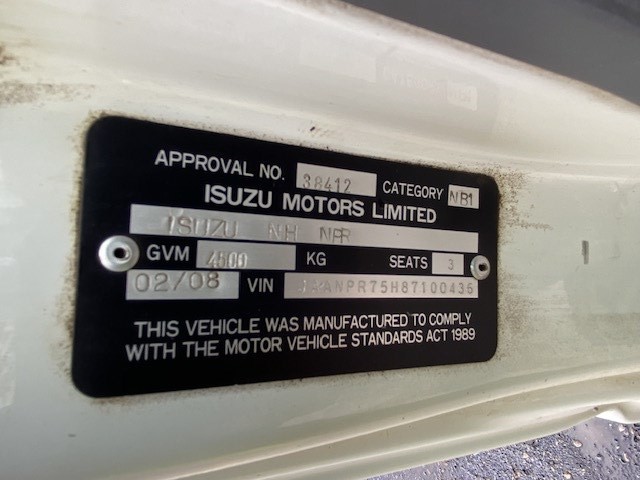 APPROVAL NO. 38412 CATEGORY NB1
ISUZU MOTORS LIMITED
ISUZU NH NPR
GVM 4500 KG SEATS 3
02/08 VIN JAANPR75H87100436
THIS VEHICLE WAS MANUFACTURED TO COMPLY
WITH THE MOTOR VEHICLE STANDARDS ACT 1989